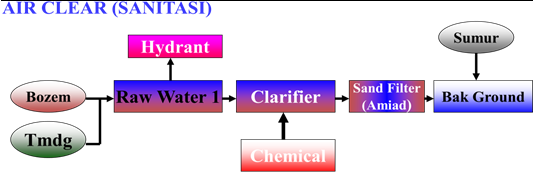 AIR CLEAR (SANITASI)
Hydrant
Sumur
Bozem
Raw Water 1
Clarifier
Sand Filter
(Amiad)
Bak Ground
Tmdg
Chemical